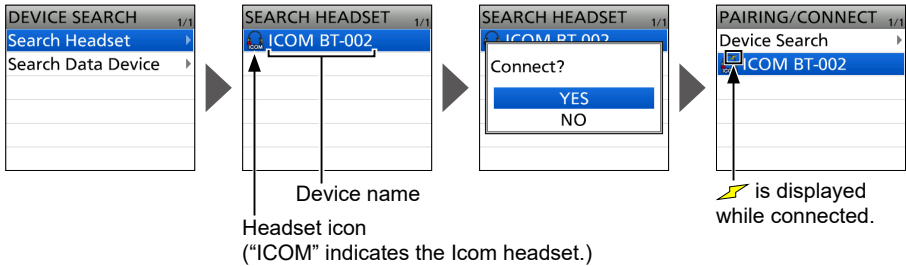 DEVICE SEARCH 1/1
Search Headset
Search Data Device
SEARCH HEADSET 1/1
ICOM ICOM BT-002
SEARCH HEADSET 1/1
ICOM BT-002
Connect?
YES
NO
PAIRING/CONNECT 1/1
Device Search
ICOM BT-002
Device name
Headset icon
("ICOM" indicates the Icom headset.)
is displayed
while connected.